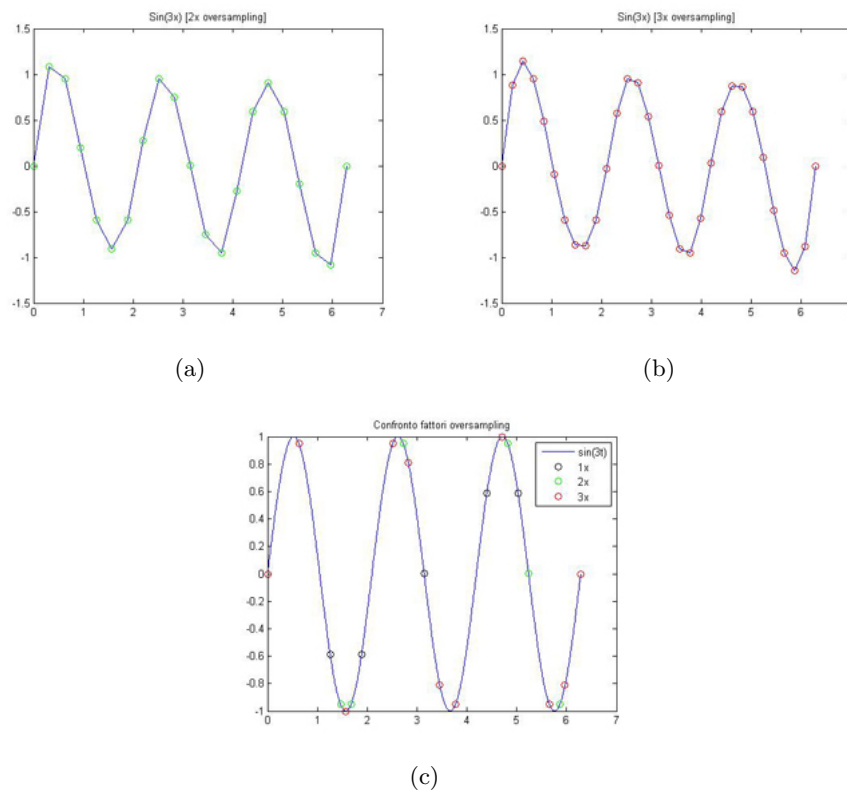 Sin(3x) [2x oversampling]
1.5
1
0.5
0
-0.5
-1
-1.5
0 1 2 3 4 5 6 7
(a)
Sin(3x) [3x oversampling]
1.5
1
0.5
0
-0.5
-1
-1.5
0 1 2 3 4 5 6
(b)
Confronto fattori oversampling
1
0.8
0.6
0.4
0.2
0
-0.2
-0.4
-0.6
-0.8
-1
0 1 2 3 4 5 6 7
sin(3t)
1x
2x
3x
(c)